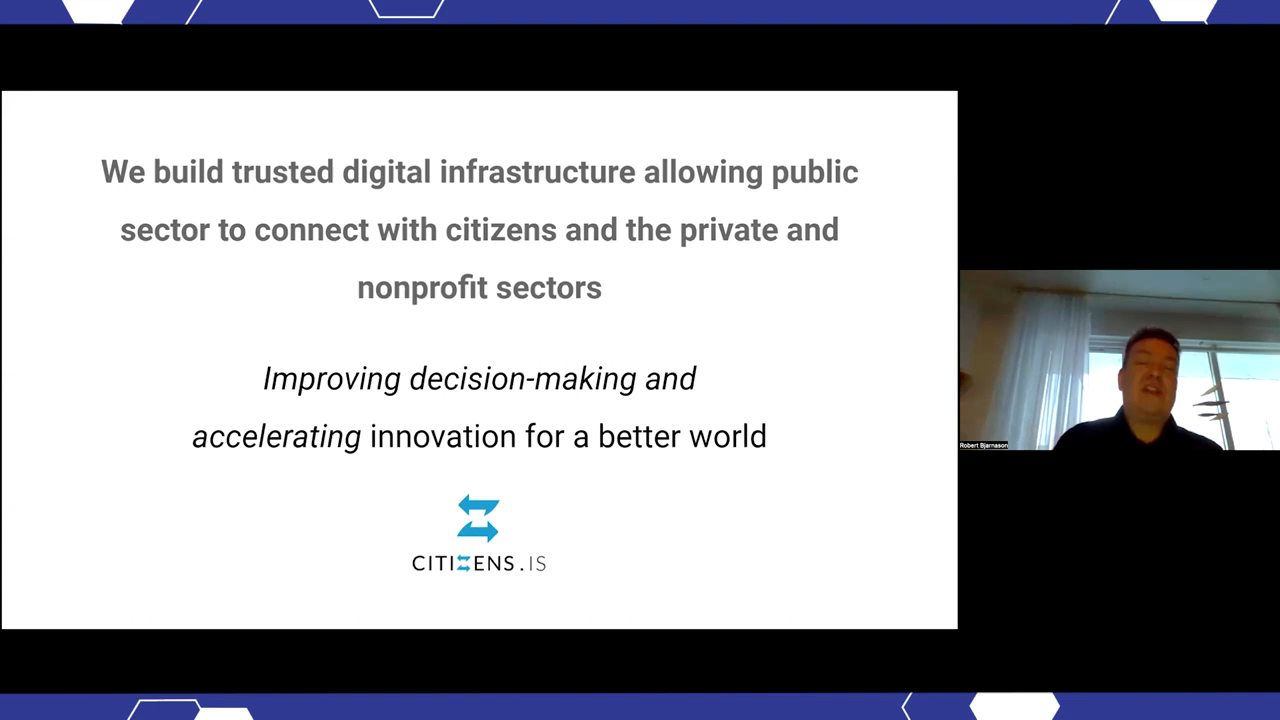 We build trusted digital infrastructure allowing public
sector to connect with citizens and the private and
nonprofit sectors
Improving decision-making and
accelerating innovation for a better world
CITIZENS.IS
Robert Bjarnason